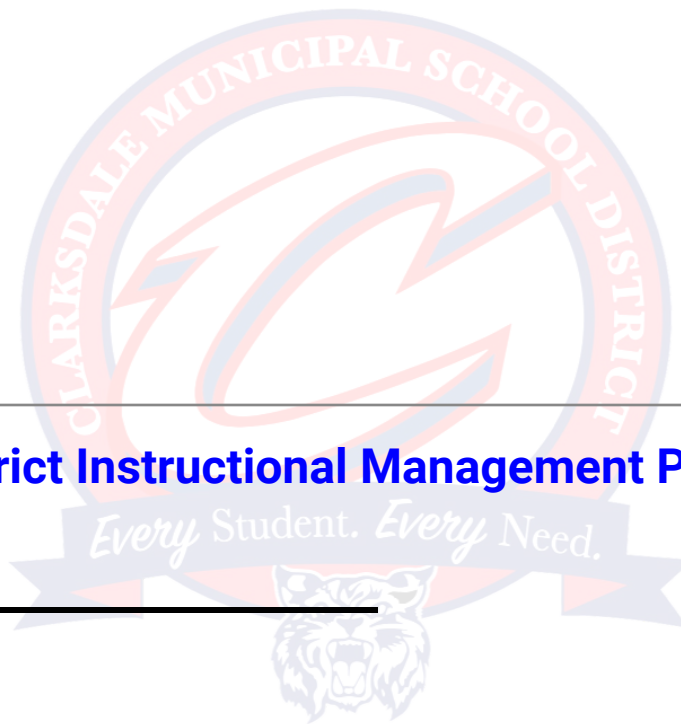 CLARKSDALE MUNICIPAL SCHOOL DISTRICT
rict Instructional Management P
Every Student. Every Need.